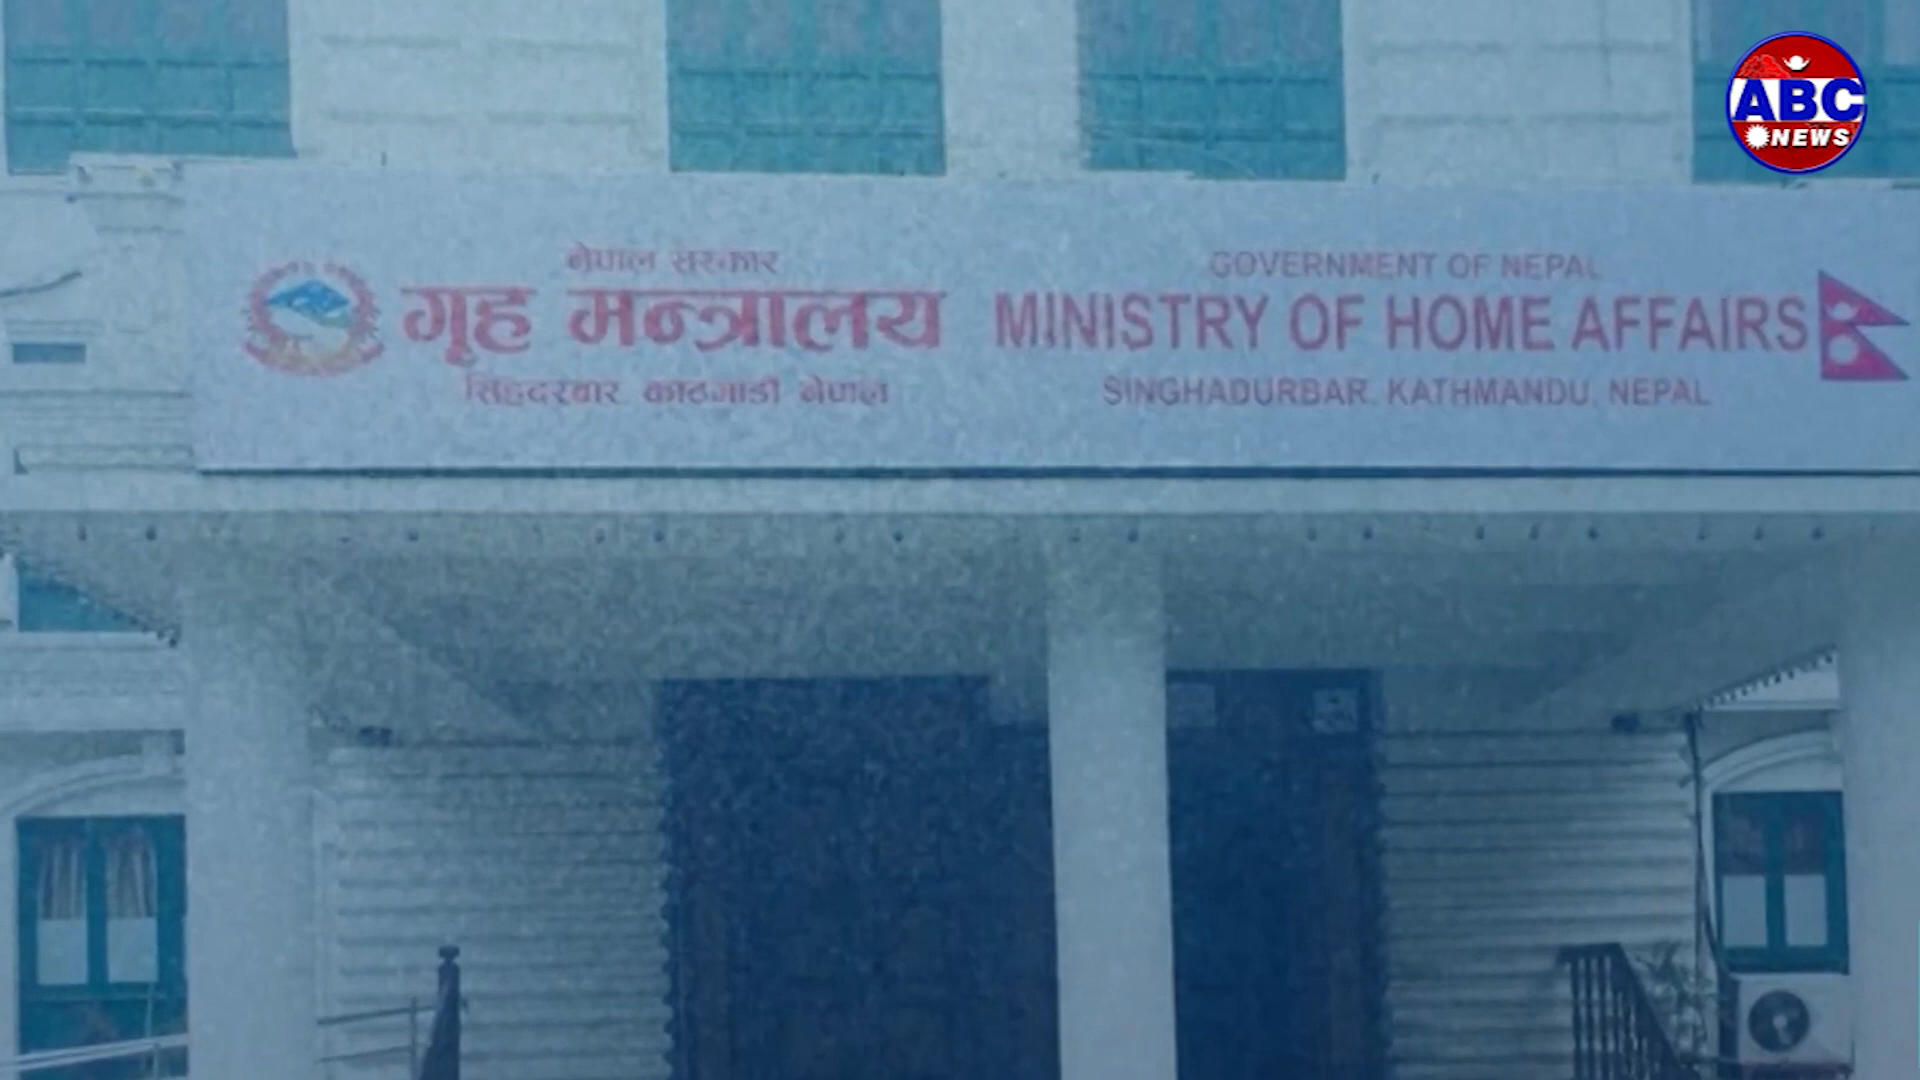 नेपाल सरकार
गृह मन्त्रालय
सिंहदरबार काठमाडौं नेपाल
GOVERNMENT OF NEPAL
MINISTRY OF HOME AFFAIRS
SINGHADURBAR, KATHMANDU, NEPAL
ABC
NEWS